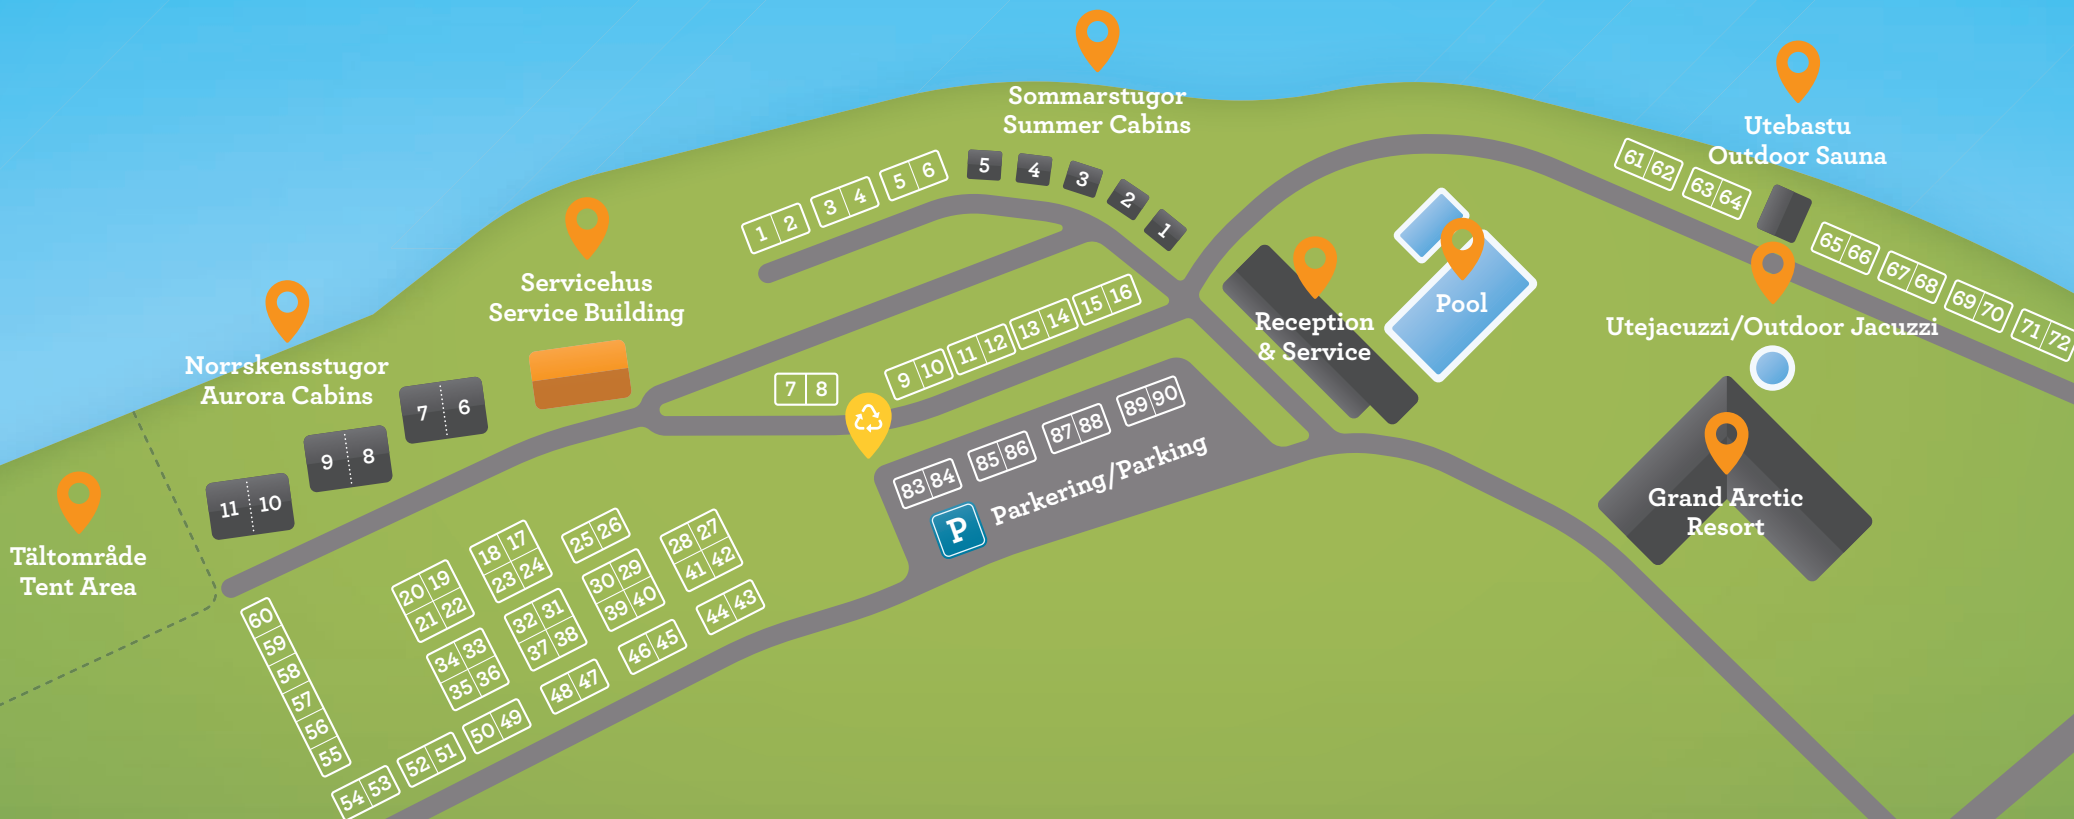 Sommarstugor
Summer Cabins
Utebastu
Outdoor Sauna
61 62
63 64
65 66
67 68
69 70
71 72
5
4
3
2
1
1 2
3 4
5 6
Servicehus
Service Building
Norrskensstugor
Aurora Cabins
7 6
9 8
11 10
Tältområde
Tent Area
7 8
9 10
11 12
13 14
15 16
Reception
& Service
Pool
Utejacuzzi/Outdoor Jacuzzi
Grand Arctic
Resort
83 84
85 86
87 88
89 90
P
Parkering/Parking
18 17
23 24
25 26
28 27
41 42
20 19
21 22
30 29
39 40
32 31
37 38
34 33
35 36
44 43
46 45
48 47
50 49
52 51
54 53
60
59
58
57
56
55